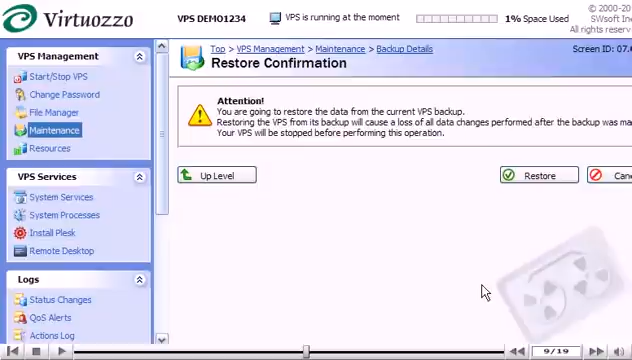 Virtuozzo
VPS DEMO1234
VPS is running at the moment
1% Space Used
© 2000-20
SWsoft Inc
All rights reserve
VPS Management
Start/Stop VPS
Change Password
File Manager
Maintenance
Resources
VPS Services
System Services
System Processes
Install Plesk
Remote Desktop
Logs
Status Changes
QoS Alerts
Actions Log
Top > VPS Management > Maintenance > Backup Details
Screen ID: 07.
Restore Confirmation
Attention!
You are going to restore the data from the current VPS backup.
Restoring the VPS from its backup will cause a loss of all data changes performed after the backup was ma
Your VPS will be stopped before performing this operation.
Up Level
Restore
Canc
9/19